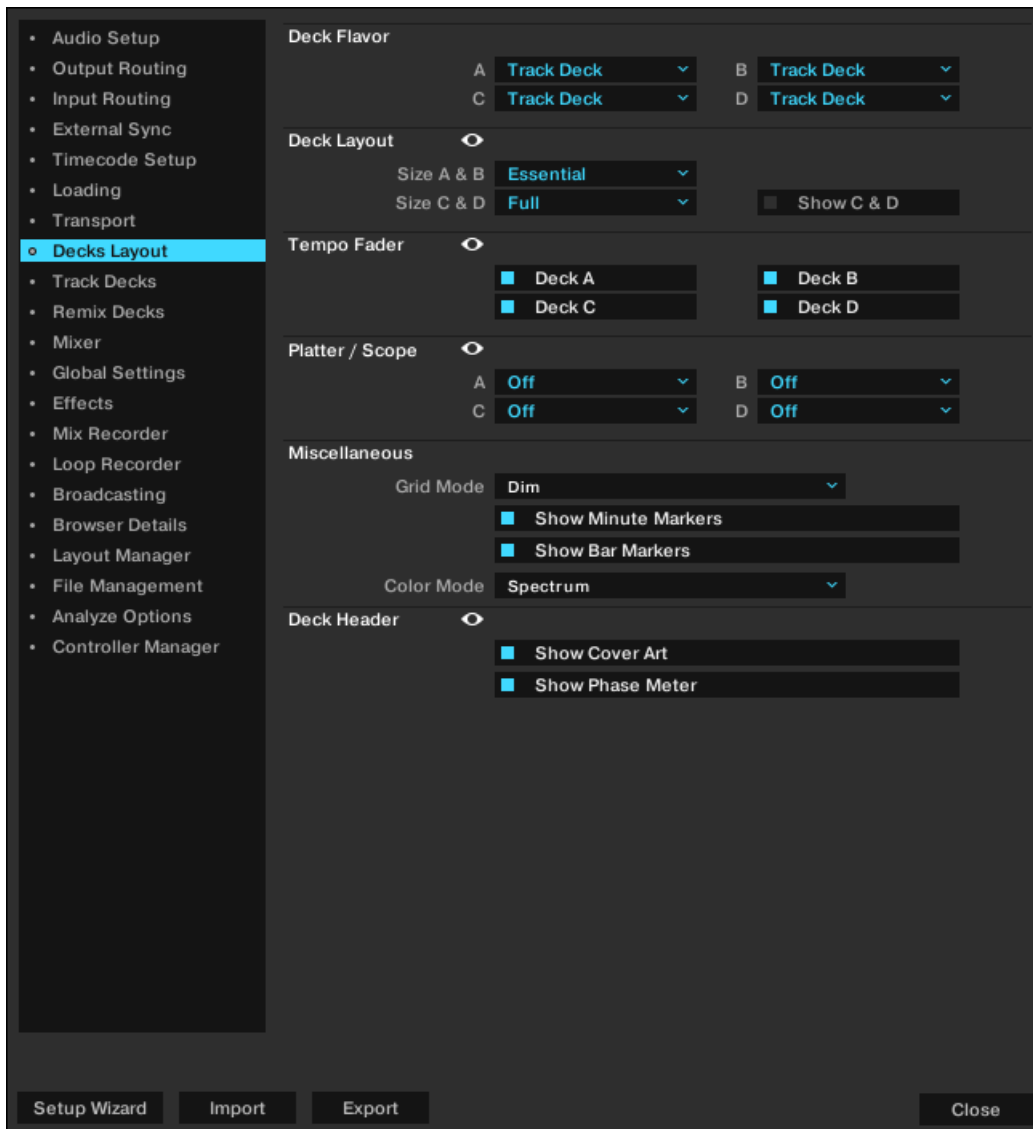 Audio Setup
Output Routing
Input Routing
External Sync
Timecode Setup
Loading
Transport
Decks Layout
Track Decks
Remix Decks
Mixer
Global Settings
Effects
Mix Recorder
Loop Recorder
Broadcasting
Browser Details
Layout Manager
File Management
Analyze Options
Controller Manager
Deck Flavor
A Track Deck B Track Deck
C Track Deck D Track Deck
Deck Layout
Size A & B Essential
Size C & D Full Show C & D
Tempo Fader
Deck A Deck B
Deck C Deck D
Platter / Scope
A Off B Off
C Off D Off
Miscellaneous
Grid Mode Dim
Show Minute Markers
Show Bar Markers
Color Mode Spectrum
Deck Header
Show Cover Art
Show Phase Meter
Setup Wizard Import Export Close